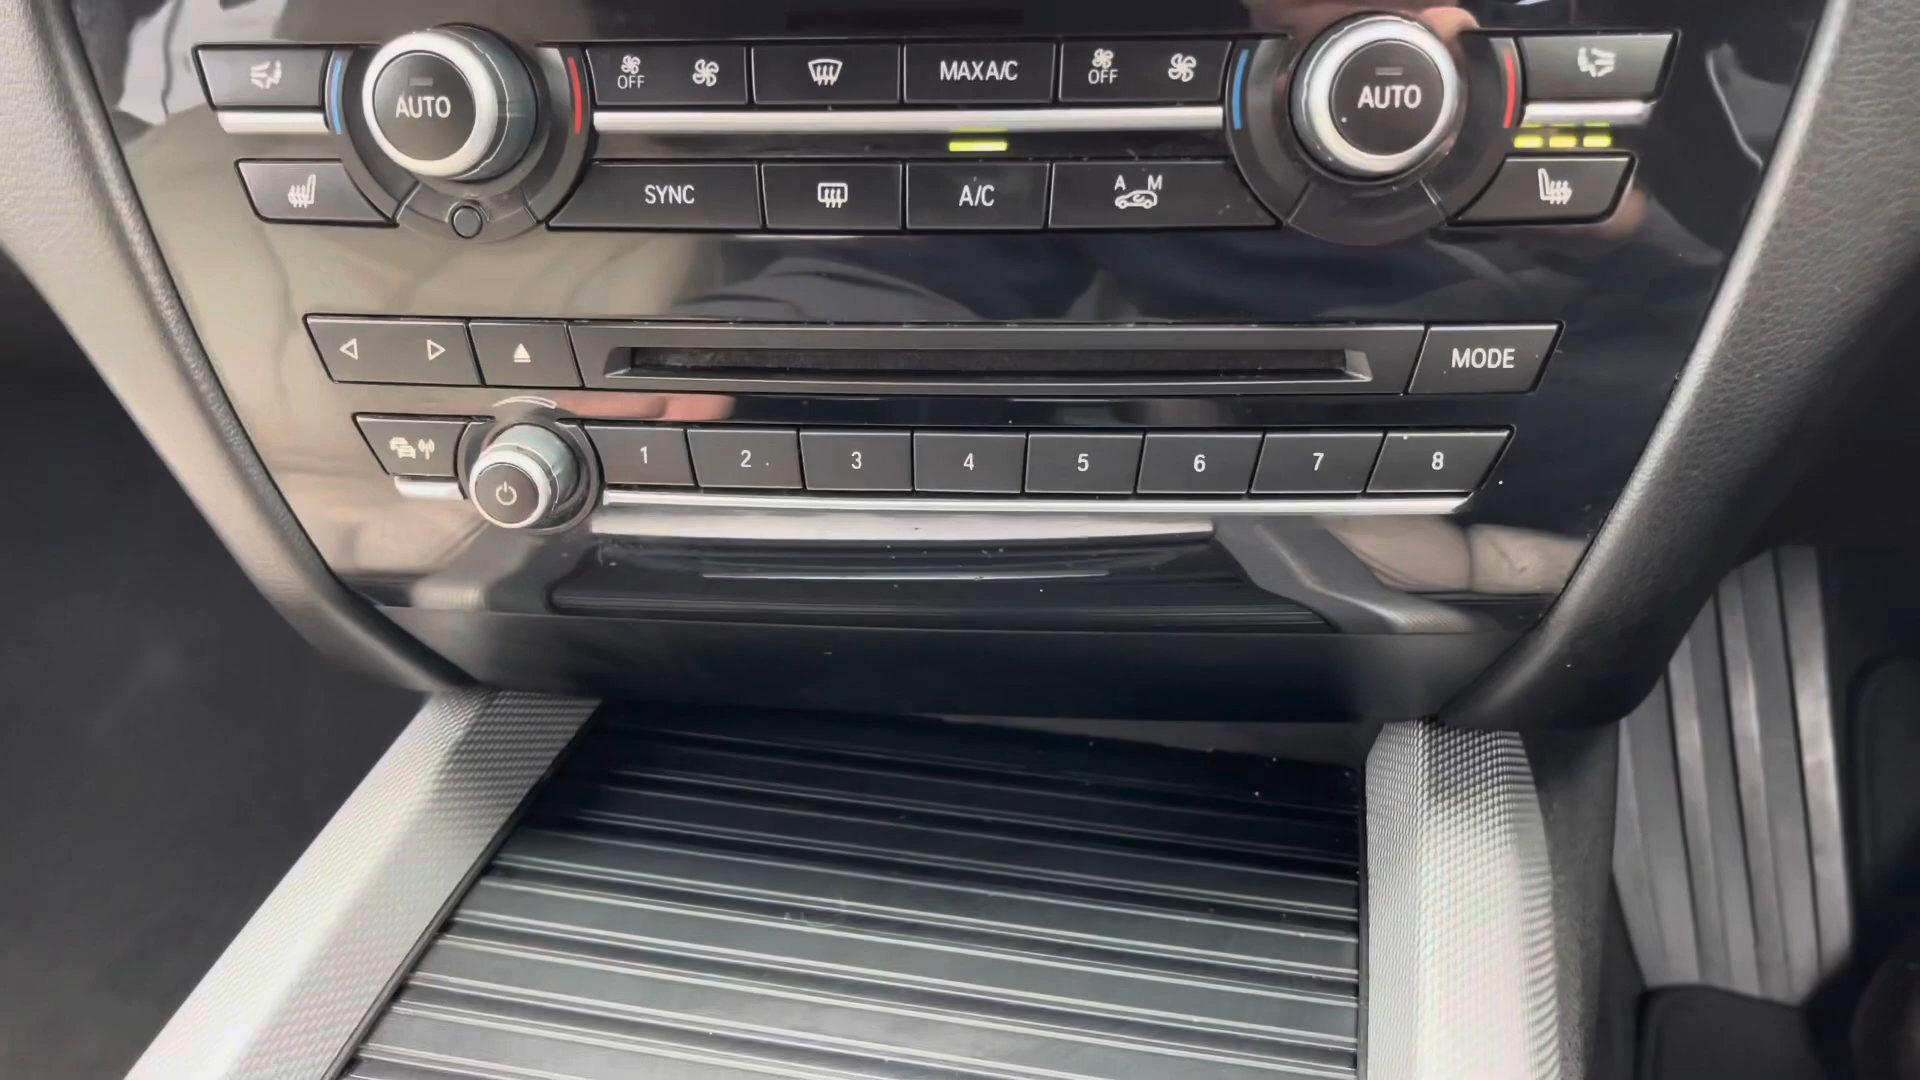 AUTO
OFF
MAX A/C
OFF
AUTO
SYNC
A/C
A M
MODE
1 2 3 4 5 6 7 8